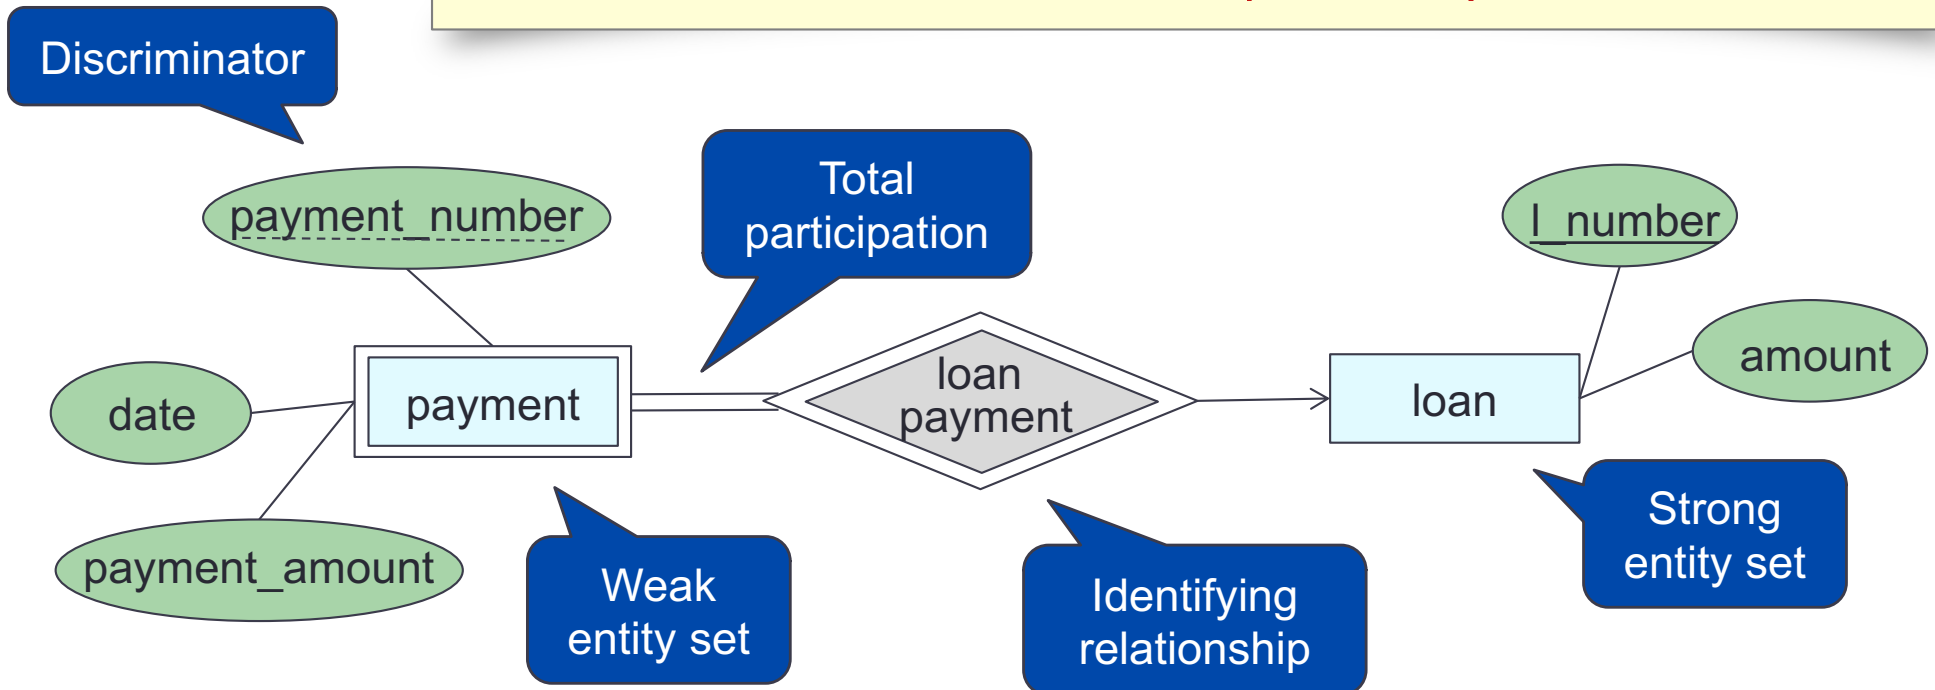 Discriminator
payment_number
Total
participation
l_number
amount
date
payment
loan
payment
loan
payment_amount
Weak
entity set
Identifying
relationship
Strong
entity set